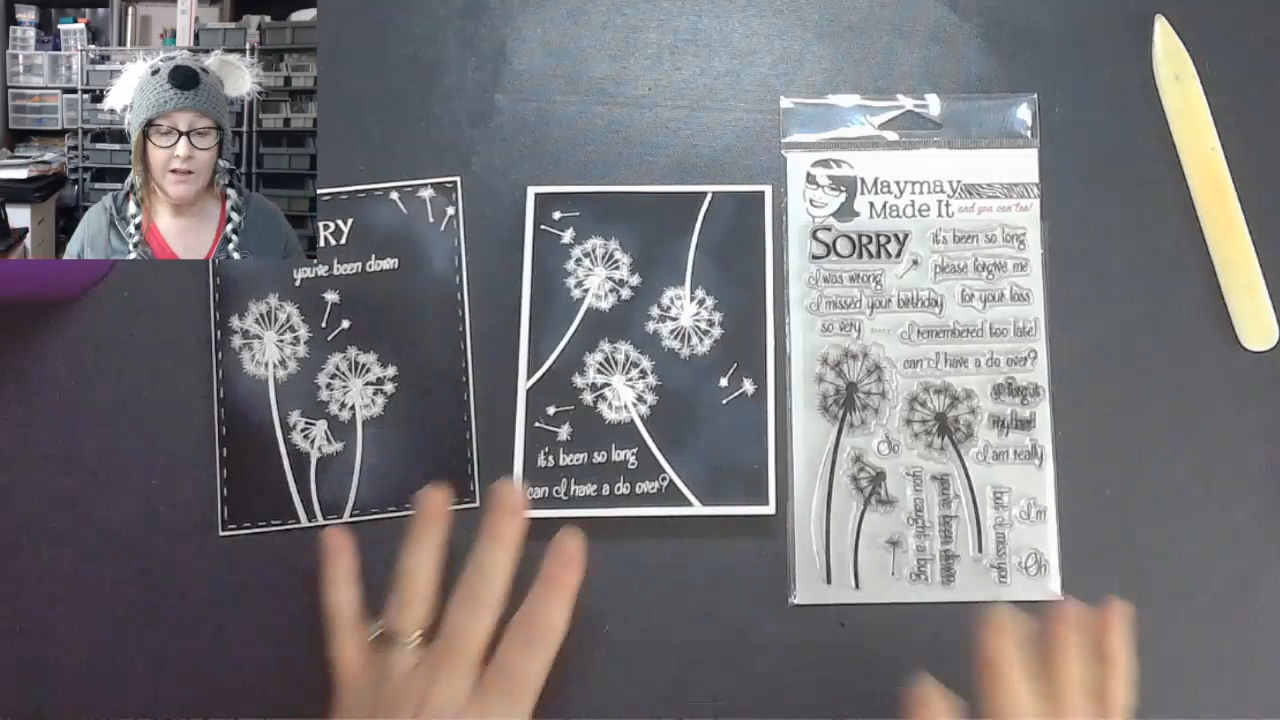 RY
you've been down
it's been so long
can I have a do over?
Maymay
Made It and you can too!
SORRY
it's been so long
please forgive me
I was wrong
I missed your birthday
for your loss
so very
Sorry
I remembered too late!
can I have a do over?
I forgot
my bad!
I am really
So
you caught a bug
you've been down
but I miss you
I'm
Oh